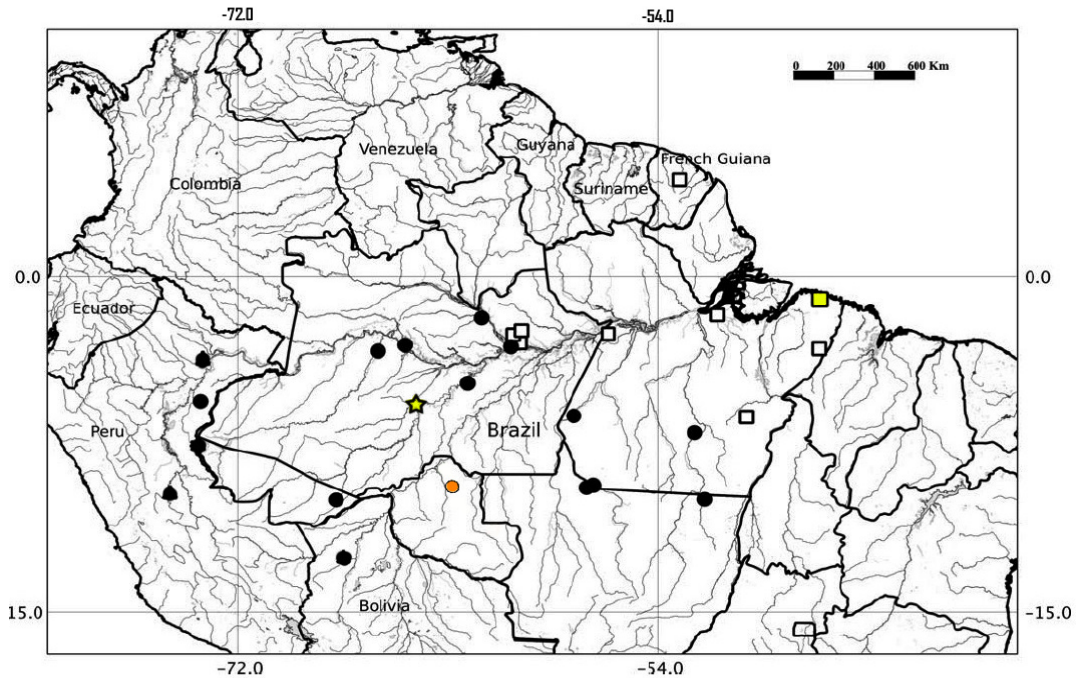 -72.0 -54.0
0 200 400 600 Km
Venezuela
Guyana
French Guiana
Colombia
Suriname
0.0 0.0
Ecuador
Peru
Brazil
15.0 Bolivia -15.0
-72.0 -54.0